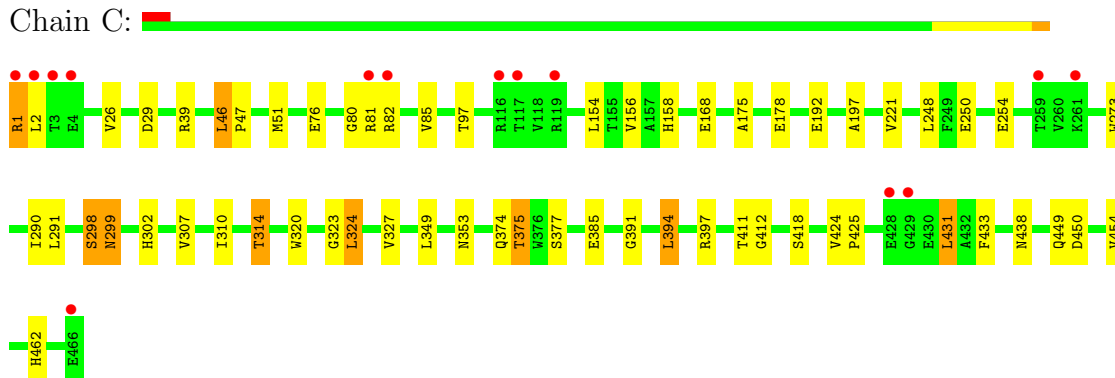 Chain C:
R1 L2 T3 E4 V26 D29 R39 L46 P47 M51 E76 G80 R81 R82 V85 T97 R116 T117 V118 R119 L154 T155 V156 A157 H158 E168 A175 E178 E192 A197 V221 L248 F249 E250 E254 T259 V260 K261
I290 L291 S298 N299 H302 V307 I310 T314 W320 G323 L324 V327 L349 N353 Q374 T375 W376 S377 E385 G391 L394 R397 T411 G412 S418 V424 P425 E428 G429 E430 L431 A432 F433 N438 Q449 D450
H462 E466